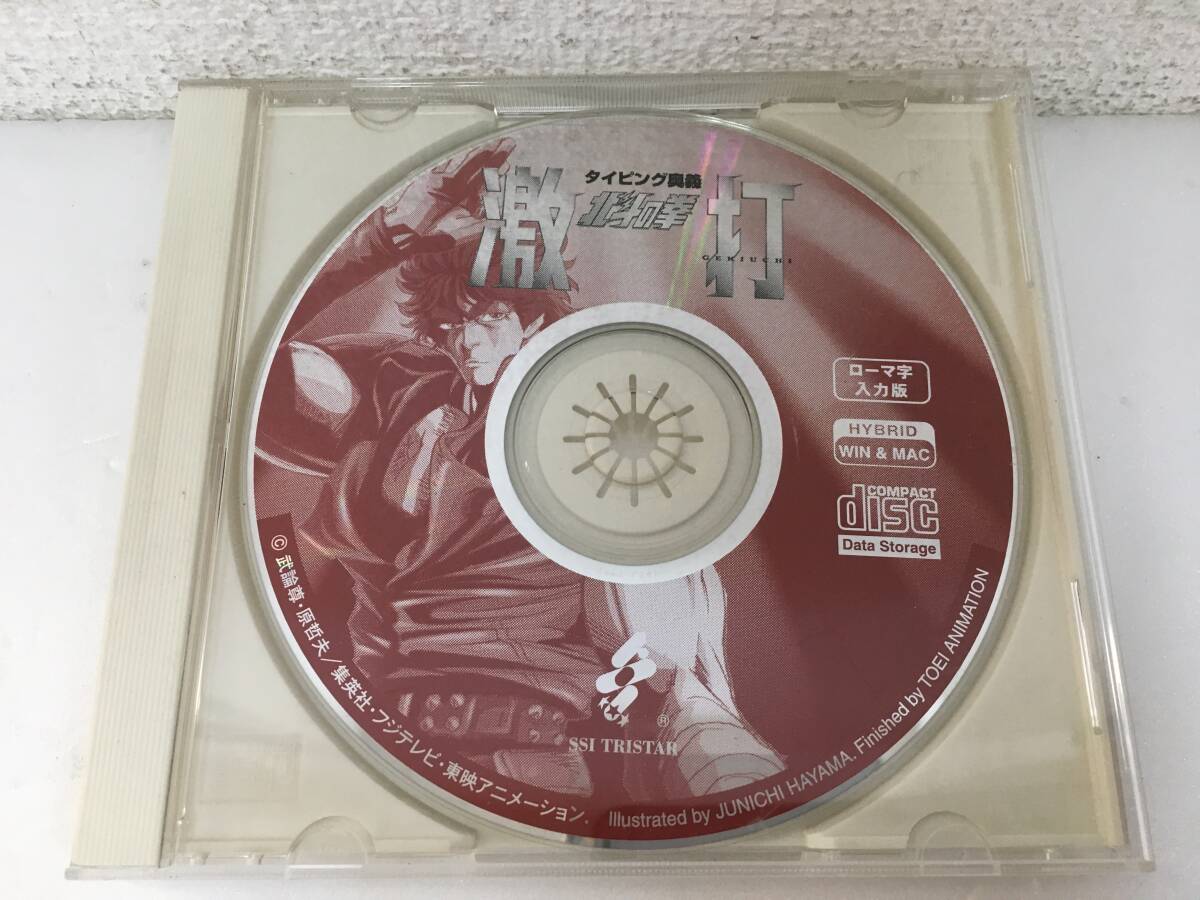 タイピング奥義
激 北斗の拳 打
GEKIUCHI
ローマ字
入力版
HYBRID
WIN & MAC
COMPACT
disc
Data Storage
®
SSI TRISTAR
© 武論尊・原哲夫/集英社・フジテレビ・東映アニメーション.
Illustrated by JUNICHI HAYAMA. Finished by TOEI ANIMATION